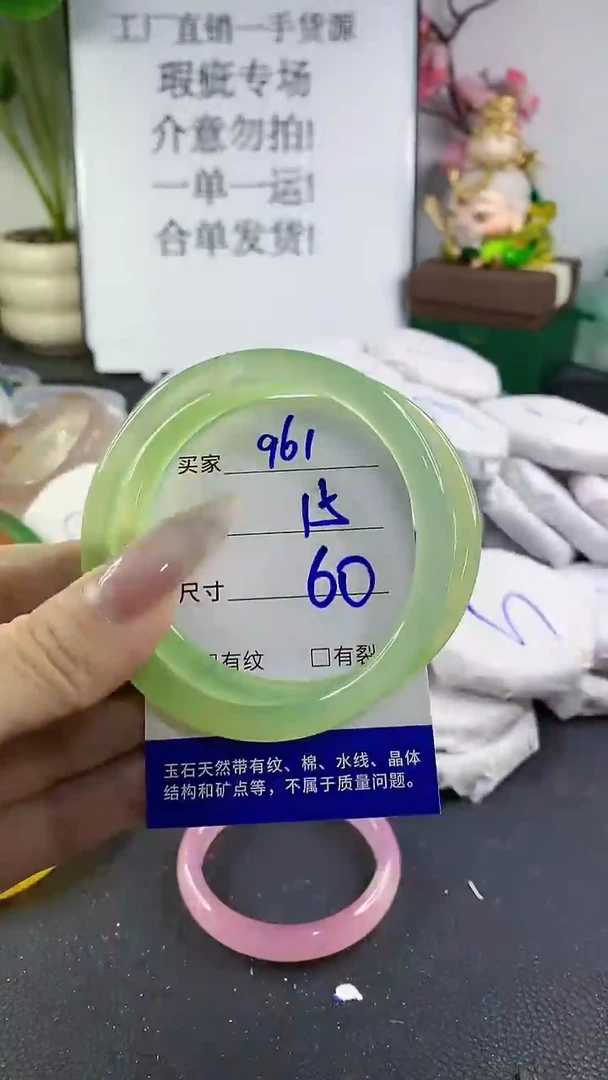 工厂直销一手货源
瑕疵专场
介意勿拍!
一单一运!
合单发货!
买家 961
尺寸 60
有纹 □有裂
玉石天然带有纹、棉、水线、晶体
结构和矿点等，不属于质量问题。